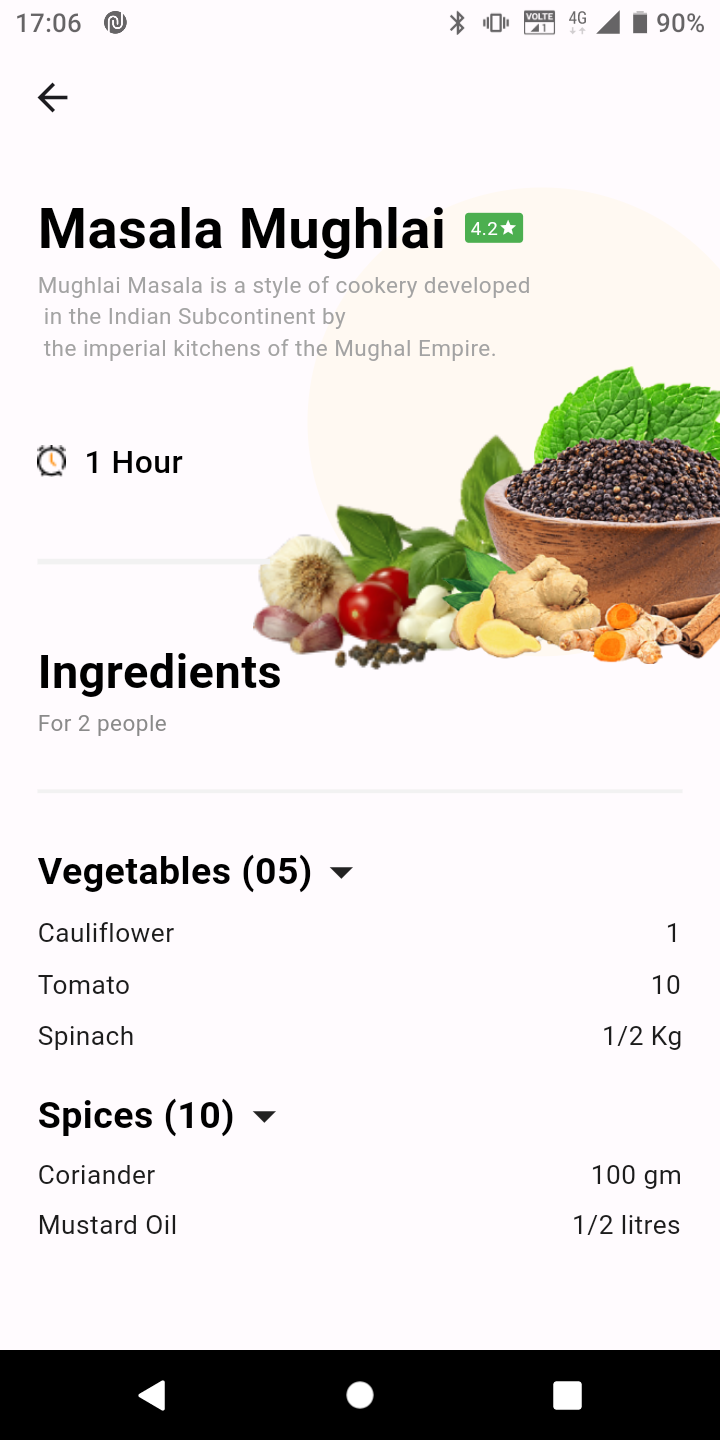 17:06
VOLTE
1
4G
90%
Masala Mughlai
4.2★
Mughlai Masala is a style of cookery developed
in the Indian Subcontinent by
the imperial kitchens of the Mughal Empire.
1 Hour
Ingredients
For 2 people
Vegetables (05)
Cauliflower 1
Tomato 10
Spinach 1/2 Kg
Spices (10)
Coriander 100 gm
Mustard Oil 1/2 litres